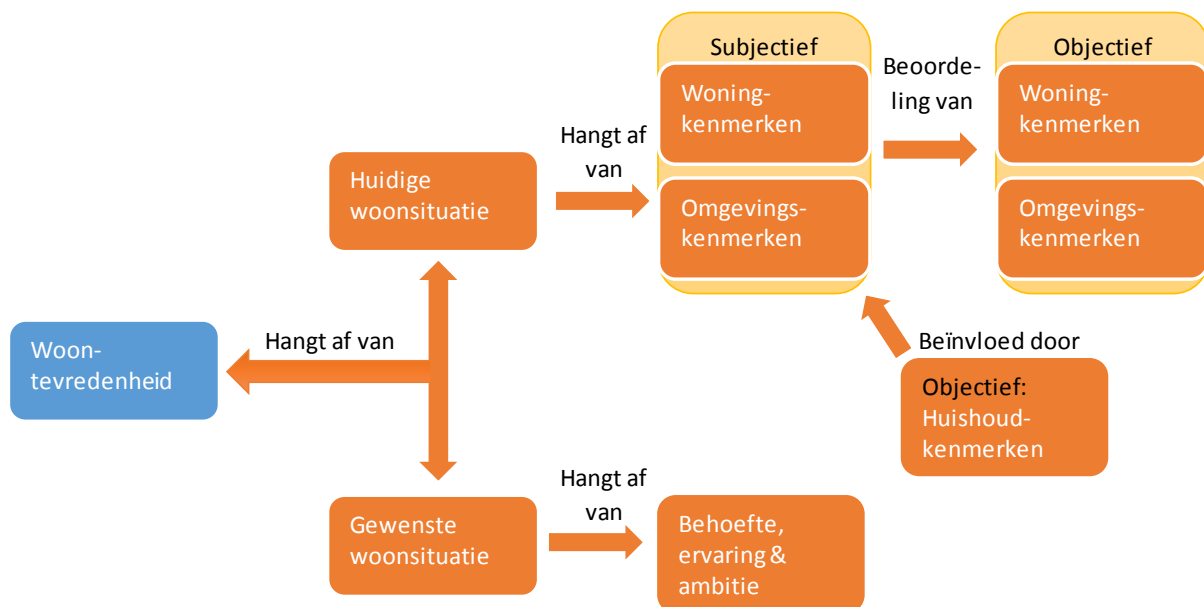 Subjectief
Woning-
kenmerken
Omgevings-
kenmerken
Beoorde-
ling van
Objectief
Woning-
kenmerken
Omgevings-
kenmerken
Hangt af
van
Huidige
woonsituatie
Woon-
tevredenheid
Hangt af van
Beïnvloed door
Objectief:
Huishoud-
kenmerken
Gewenste
woonsituatie
Hangt af
van
Behoefte,
ervaring &
ambitie